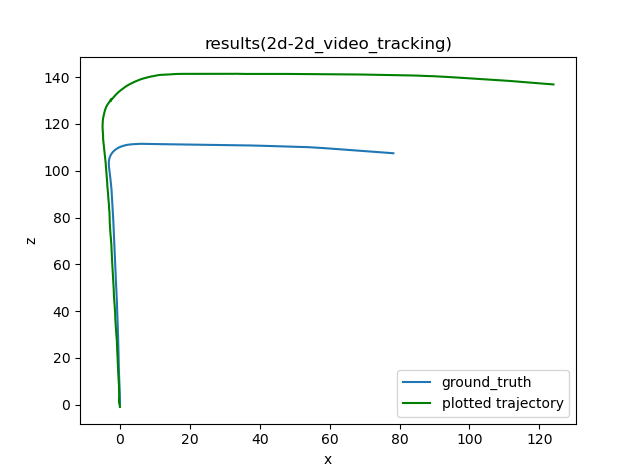 results(2d-2d_video_tracking)
z
140
120
100
80
60
40
20
0
0 20 40 60 80 100 120
x
ground_truth
plotted trajectory